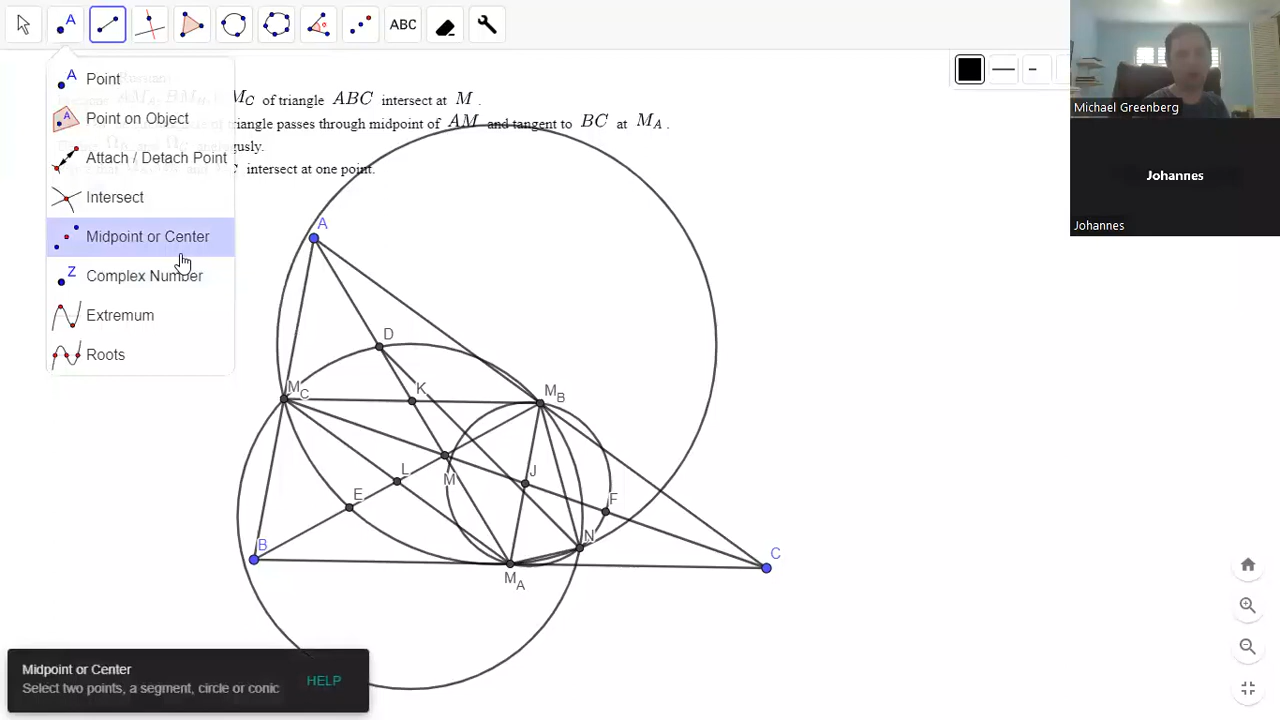 A
ABC
Michael Greenberg
Johannes
Johannes
A Point
Russians
M_C of triangle ABC intersect at M .
A Point on Object
of triangle passes through midpoint of AM and tangent to BC at M_A .
Attach / Detach Point
intersect at one point.
Intersect
Midpoint or Center
Z Complex Number
Extremum
Roots
A
D
M_C
K
M_B
L
M
J
E
F
N
B
C
M_A
Midpoint or Center
Select two points, a segment, circle or conic
HELP